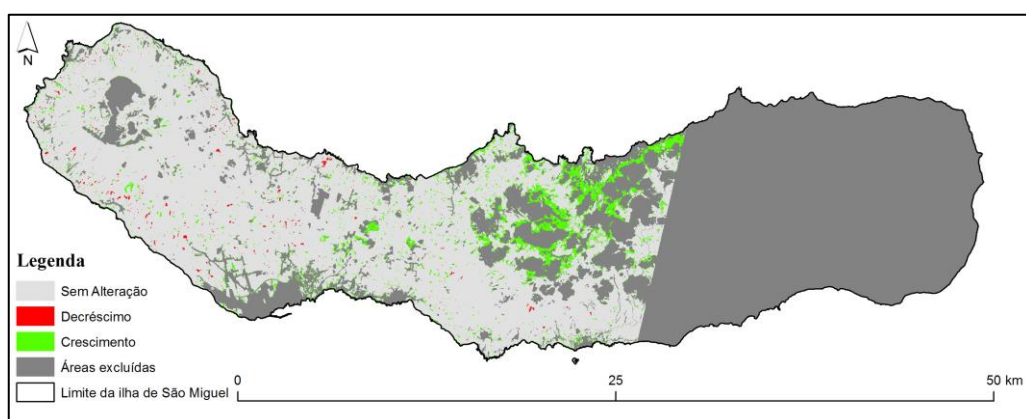 N
Legenda
Sem Alteração
Decréscimo
Crescimento
Áreas excluídas
Limite da ilha de São Miguel
0 25 50 km